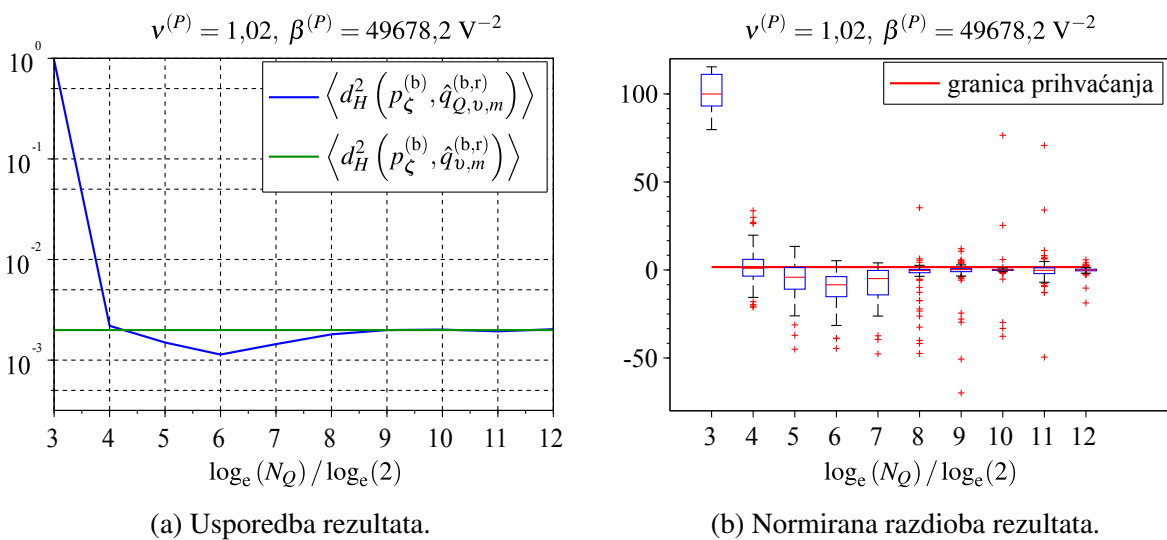 ν^(P) = 1,02, β^(P) = 49678,2 V^−2
10^0
10^-1
10^-2
10^-3
⟨d_H^2 (p_ζ^(b), q̂_Q,υ,m^(b,r))⟩
⟨d_H^2 (p_ζ^(b), q̂_υ,m^(b,r))⟩
3 4 5 6 7 8 9 10 11 12
log_e (N_Q) / log_e(2)
(a) Usporedba rezultata.
ν^(P) = 1,02, β^(P) = 49678,2 V^−2
granica prihvaćanja
100
50
0
-50
3 4 5 6 7 8 9 10 11 12
log_e (N_Q) / log_e(2)
(b) Normirana razdioba rezultata.